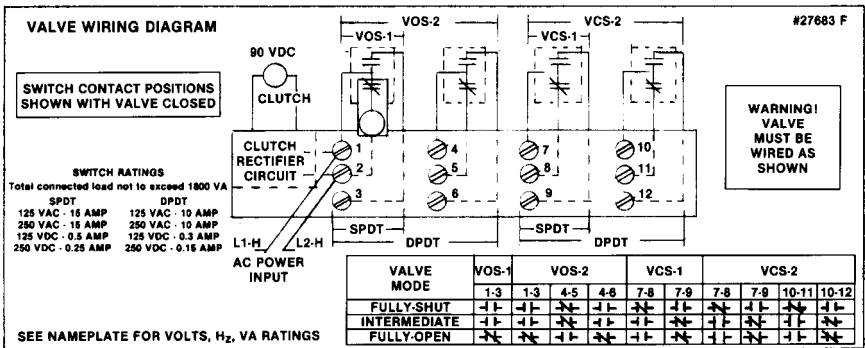 VALVE WIRING DIAGRAM
#27683 F
VOS-2
VOS-1
VCS-2
VCS-1
90 VDC
CLUTCH
SWITCH CONTACT POSITIONS
SHOWN WITH VALVE CLOSED
WARNING!
VALVE
MUST BE
WIRED AS
SHOWN
CLUTCH
RECTIFIER
CIRCUIT
1 4 7 10
2 5 8 11
3 6 9 12
SWITCH RATINGS
Total connected load not to exceed 1800 VA
SPDT DPDT
125 VAC - 15 AMP 125 VAC - 10 AMP
250 VAC - 15 AMP 250 VAC - 10 AMP
125 VDC - 0.5 AMP 125 VDC - 0.3 AMP
250 VDC - 0.25 AMP 250 VDC - 0.15 AMP
SPDT SPDT
DPDT DPDT
L1-H L2-H
AC POWER
INPUT
VALVE MODE VOS-1 VOS-2 VCS-1 VCS-2
1-3 1-3 4-5 4-6 7-8 7-9 7-8 7-9 10-11 10-12
FULLY-SHUT
INTERMEDIATE
FULLY-OPEN
SEE NAMEPLATE FOR VOLTS, Hz, VA RATINGS